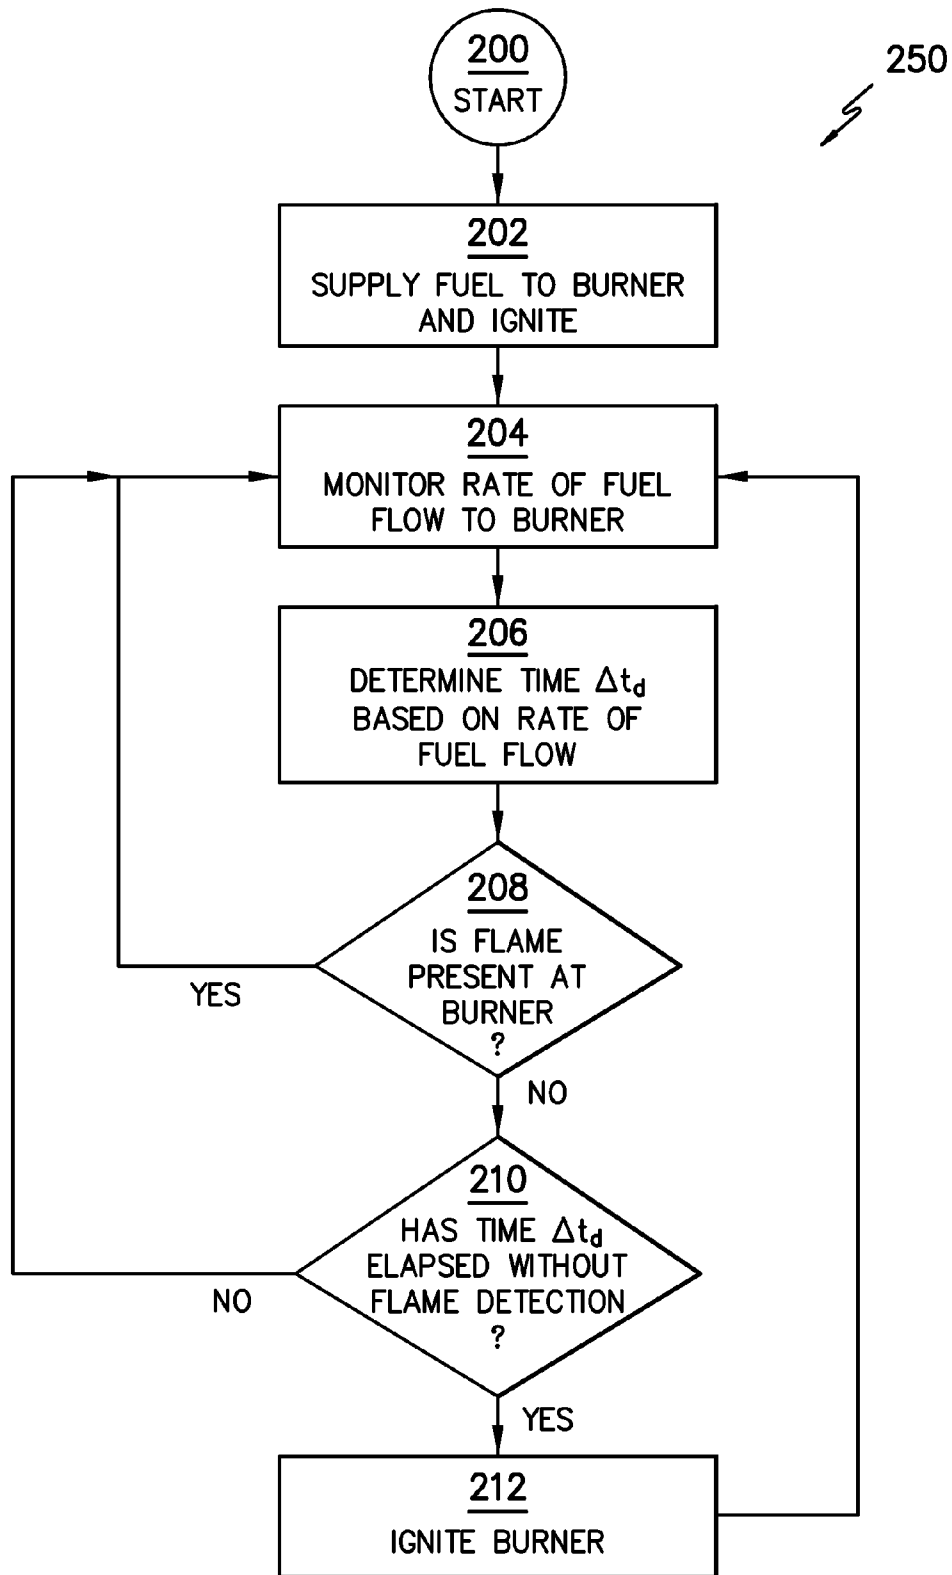 200
START
250
202
SUPPLY FUEL TO BURNER
AND IGNITE
204
MONITOR RATE OF FUEL
FLOW TO BURNER
206
DETERMINE TIME Δtd
BASED ON RATE OF
FUEL FLOW
208
IS FLAME
PRESENT AT
BURNER
?
YES
NO
210
HAS TIME Δtd
ELAPSED WITHOUT
FLAME DETECTION
?
NO
YES
212
IGNITE BURNER